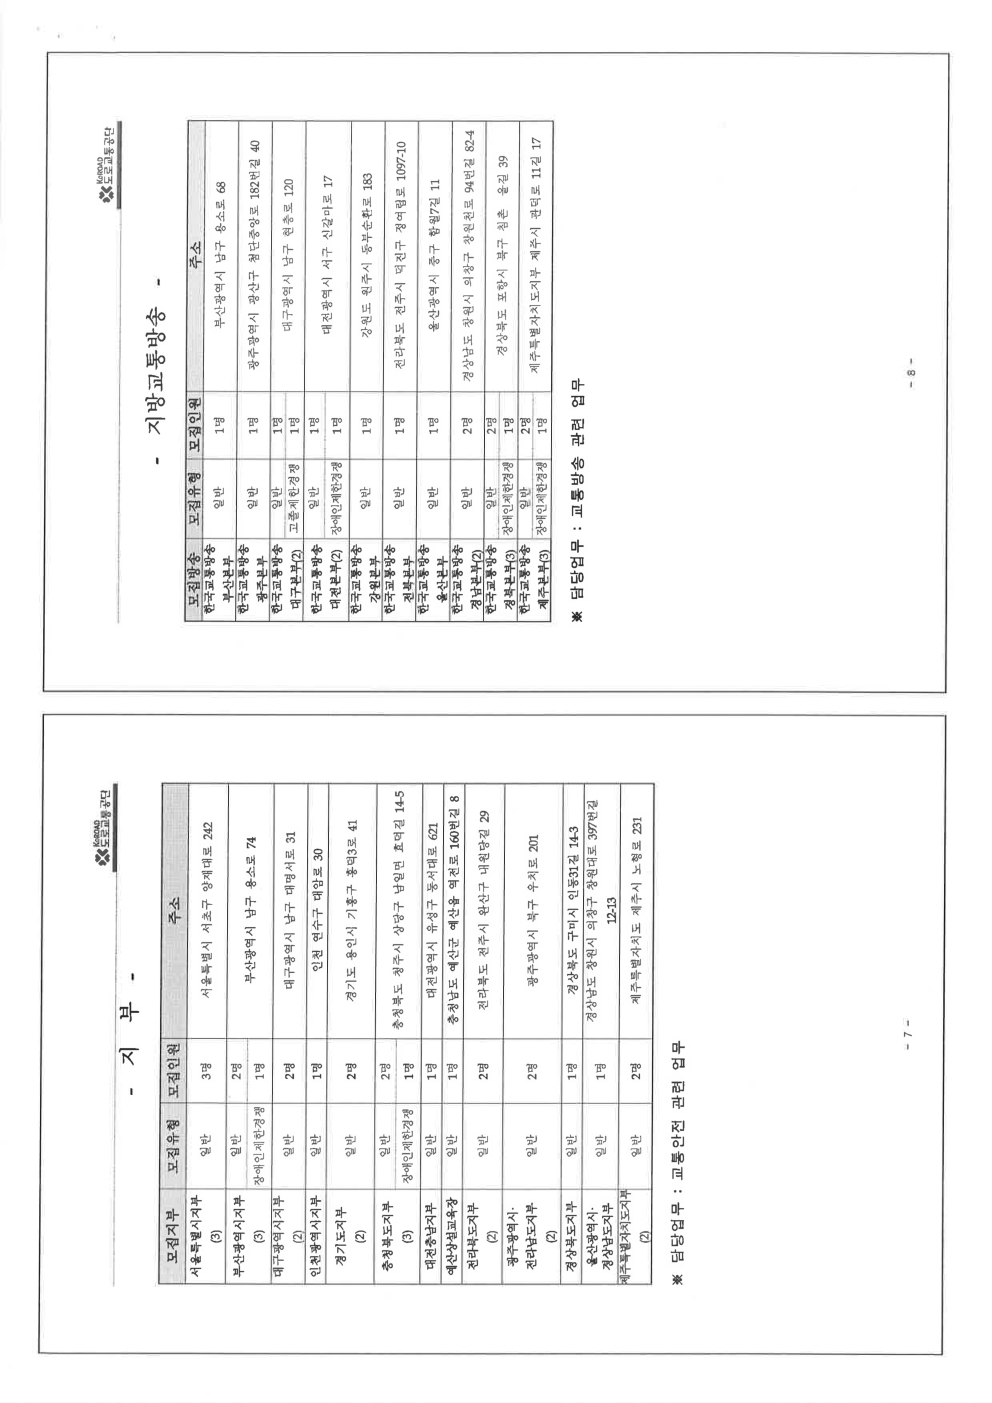 KoROAD
도로교통공단
- 지 부 -
모집지부 모집유형 모집인원 주소
서울특별시지부 (3) 일반 3명 서울특별시 서초구 양재대로 242
부산광역시지부 (3) 일반 2명 부산광역시 남구 용소로 74
장애인제한경쟁 1명
대구광역시지부 (2) 일반 2명 대구광역시 남구 대명서로 31
인천광역시지부 일반 1명 인천 연수구 대암로 30
경기도지부 (2) 일반 2명 경기도 용인시 기흥구 흥덕3로 41
충청북도지부 (3) 일반 2명 충청북도 청주시 상당구 남일면 효덕길 14-5
장애인제한경쟁 1명
대전충남지부 일반 1명 대전광역시 유성구 동서대로 621
예산상설교육장 일반 1명 충청남도 예산군 예산읍 역전로 160번길 8
전라북도지부 (2) 일반 2명 전라북도 전주시 완산구 내원당길 29
광주광역시·
전라남도지부 (2) 일반 2명 광주광역시 북구 우치로 201
경상북도지부 일반 1명 경상북도 구미시 인동31길 14-3
울산광역시·
경상남도지부 일반 1명 경상남도 창원시 의창구 창원대로 397번길 12-13
제주특별자치도지부 (2) 일반 2명 제주특별자치도 제주시 노형로 231
※ 담당업무 : 교통안전 관련 업무
- 7 -
KoROAD
도로교통공단
- 지방교통방송 -
모집방송 모집유형 모집인원 주소
한국교통방송 부산본부 일반 1명 부산광역시 남구 용소로 68
한국교통방송 광주본부 일반 1명 광주광역시 광산구 첨단중앙로 182번길 40
한국교통방송 대구본부(2) 일반 1명 대구광역시 남구 현충로 120
고졸제한경쟁 1명
한국교통방송 대전본부(2) 일반 1명 대전광역시 서구 신갈마로 17
장애인제한경쟁 1명
한국교통방송 강원본부 일반 1명 강원도 원주시 동부순환로 183
한국교통방송 전북본부 일반 1명 전라북도 전주시 덕진구 정여립로 1097-10
한국교통방송 울산본부 일반 1명 울산광역시 중구 함월7길 11
한국교통방송 경남본부(2) 일반 2명 경상남도 창원시 의창구 창원천로 94번길 82-4
한국교통방송 경북본부(3) 일반 2명 경상북도 포항시 북구 침촌 을길 39
장애인제한경쟁 1명
한국교통방송 제주본부(3) 일반 2명 제주특별자치도지부 제주시 관덕로 11길 17
장애인제한경쟁 1명
※ 담당업무 : 교통방송 관련 업무
- 8 -